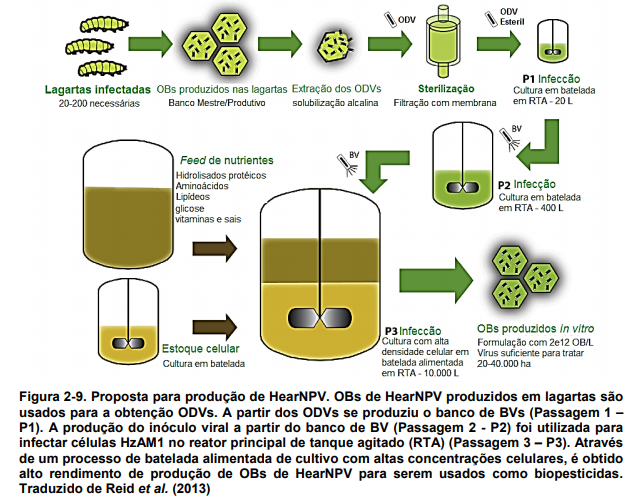 ODV
ODV
Esteril
Lagartas infectadas
20-200 necessárias
OBs produzidos nas lagartas
Banco Mestre/Produtivo
Extração dos ODVs
solubilização alcalina
Sterilização
Filtração com membrana
P1 Infecção
Cultura em batelada
em RTA - 20 L
BV
BV
P2 Infecção
Cultura em batelada
em RTA - 400 L
Feed de nutrientes
Hidrolisados protéicos
Aminoácidos
Lipídeos
glicose
vitaminas e sais
Estoque celular
Cultura em batelada
P3 Infecção
Cultura com alta
densidade celular em
batelada alimentada
em RTA - 10.000 L
OBs produzidos in vitro
Formulação com 2e12 OB/L
Vírus suficiente para tratar
20-40.000 ha
Figura 2-9. Proposta para produção de HearNPV. OBs de HearNPV produzidos em lagartas são
usados para a obtenção ODVs. A partir dos ODVs se produziu o banco de BVs (Passagem 1 –
P1). A produção do inóculo viral a partir do banco de BV (Passagem 2 - P2) foi utilizada para
infectar células HzAM1 no reator principal de tanque agitado (RTA) (Passagem 3 – P3). Através
de um processo de batelada alimentada de cultivo com altas concentrações celulares, é obtido
alto rendimento de produção de OBs de HearNPV para serem usados como biopesticidas.
Traduzido de Reid et al. (2013)